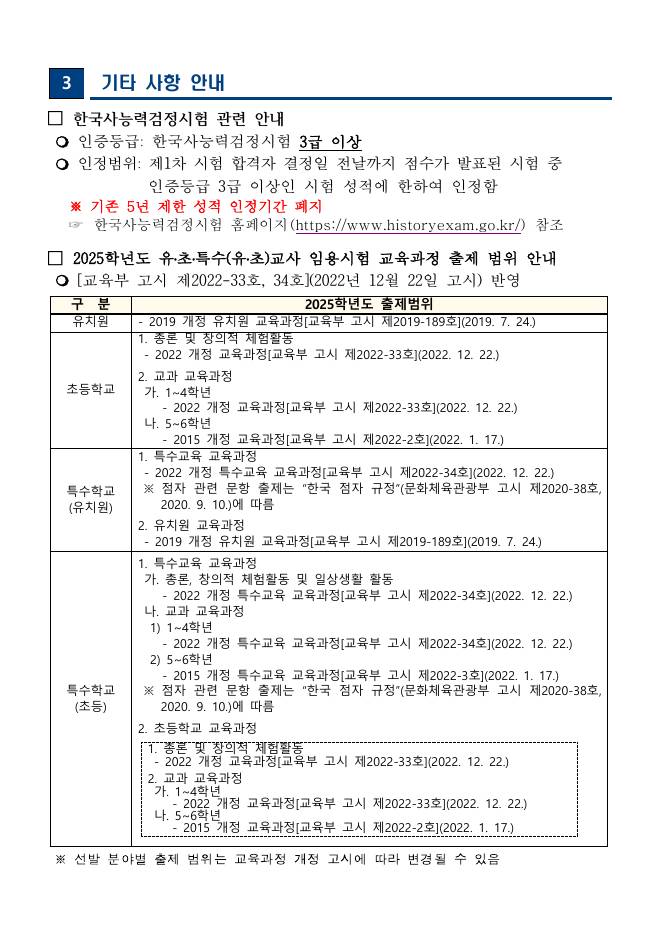 3 기타 사항 안내
□ 한국사능력검정시험 관련 안내
❍ 인증등급: 한국사능력검정시험 3급 이상
❍ 인정범위: 제1차 시험 합격자 결정일 전날까지 점수가 발표된 시험 중
인증등급 3급 이상인 시험 성적에 한하여 인정함
※ 기존 5년 제한 성적 인정기간 폐지
☞ 한국사능력검정시험 홈페이지(https://www.historyexam.go.kr/) 참조
□ 2025학년도 유·초·특수(유·초)교사 임용시험 교육과정 출제 범위 안내
❍ [교육부 고시 제2022-33호, 34호](2022년 12월 22일 고시) 반영
구 분 2025학년도 출제범위
유치원 - 2019 개정 유치원 교육과정[교육부 고시 제2019-189호](2019. 7. 24.)
초등학교
1. 총론 및 창의적 체험활동
- 2022 개정 교육과정[교육부 고시 제2022-33호](2022. 12. 22.)
2. 교과 교육과정
가. 1~4학년
- 2022 개정 교육과정[교육부 고시 제2022-33호](2022. 12. 22.)
나. 5~6학년
- 2015 개정 교육과정[교육부 고시 제2022-2호](2022. 1. 17.)
특수학교
(유치원)
1. 특수교육 교육과정
- 2022 개정 특수교육 교육과정[교육부 고시 제2022-34호](2022. 12. 22.)
※ 점자 관련 문항 출제는 “한국 점자 규정”(문화체육관광부 고시 제2020-38호,
2020. 9. 10.)에 따름
2. 유치원 교육과정
- 2019 개정 유치원 교육과정[교육부 고시 제2019-189호](2019. 7. 24.)
특수학교
(초등)
1. 특수교육 교육과정
가. 총론, 창의적 체험활동 및 일상생활 활동
- 2022 개정 특수교육 교육과정[교육부 고시 제2022-34호](2022. 12. 22.)
나. 교과 교육과정
1) 1~4학년
- 2022 개정 특수교육 교육과정[교육부 고시 제2022-34호](2022. 12. 22.)
2) 5~6학년
- 2015 개정 특수교육 교육과정[교육부 고시 제2022-3호](2022. 1. 17.)
※ 점자 관련 문항 출제는 “한국 점자 규정”(문화체육관광부 고시 제2020-38호,
2020. 9. 10.)에 따름
2. 초등학교 교육과정
1. 총론 및 창의적 체험활동
- 2022 개정 교육과정[교육부 고시 제2022-33호](2022. 12. 22.)
2. 교과 교육과정
가. 1~4학년
- 2022 개정 교육과정[교육부 고시 제2022-33호](2022. 12. 22.)
나. 5~6학년
- 2015 개정 교육과정[교육부 고시 제2022-2호](2022. 1. 17.)
※ 선발 분야별 출제 범위는 교육과정 개정 고시에 따라 변경될 수 있음